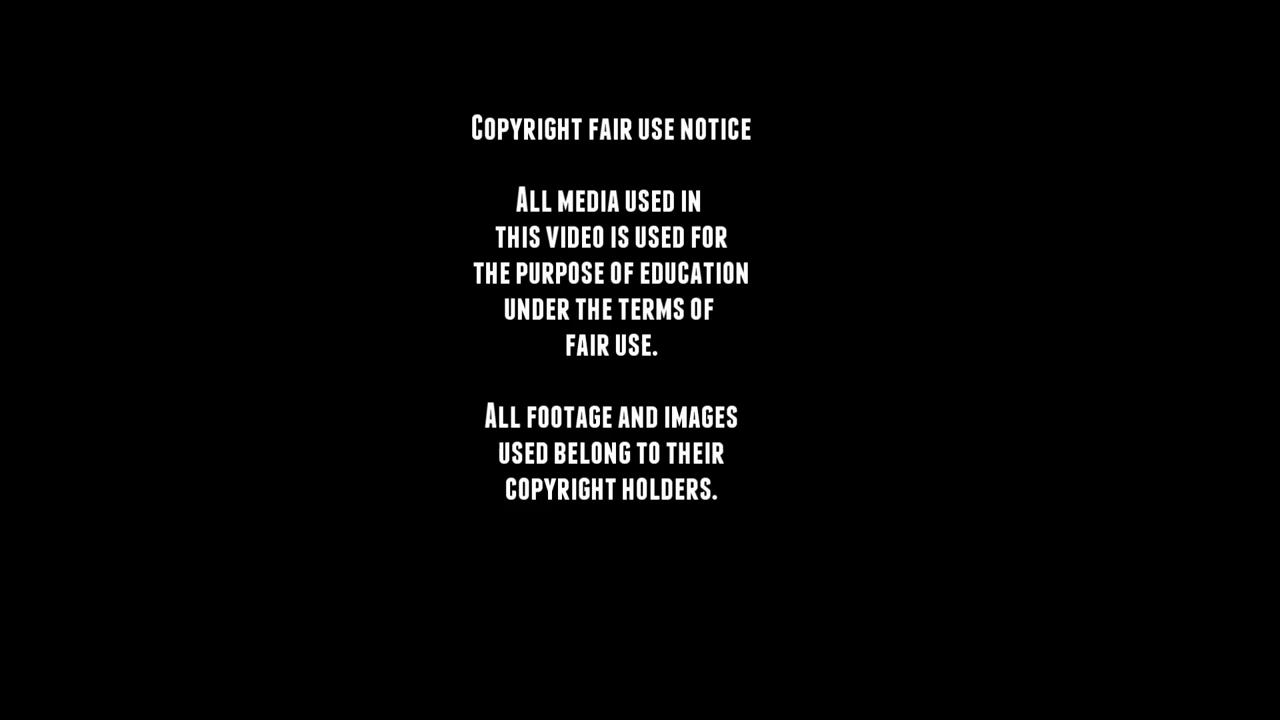 Copyright fair use notice
All media used in
this video is used for
the purpose of education
under the terms of
fair use.
All footage and images
used belong to their
copyright holders.